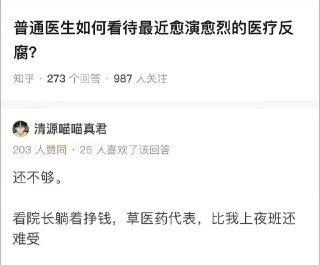 普通医生如何看待最近愈演愈烈的医疗反
腐?
知乎 · 273 个回答 · 987 人关注
清源喵喵真君
203 人赞同 · 26 人喜欢了该回答
还不够。
看院长躺着挣钱，草医药代表，比我上夜班还
难受